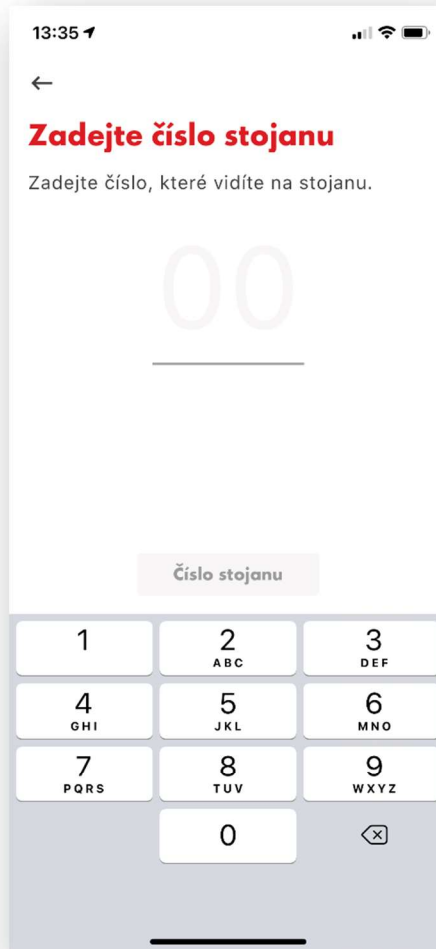 13:35
Zadejte číslo stojanu
Zadejte číslo, které vidíte na stojanu.
00
Číslo stojanu
1
2
ABC
3
DEF
4
GHI
5
JKL
6
MNO
7
PQRS
8
TUV
9
WXYZ
0